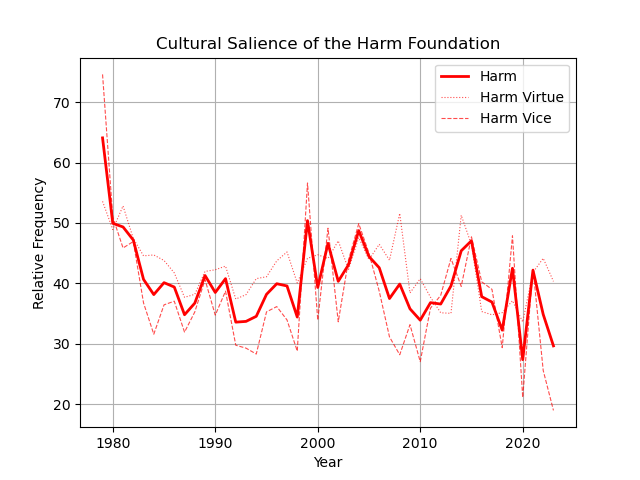 Cultural Salience of the Harm Foundation
Harm
Harm Virtue
Harm Vice
Relative Frequency
70
60
50
40
30
20
1980
1990
2000
2010
2020
Year